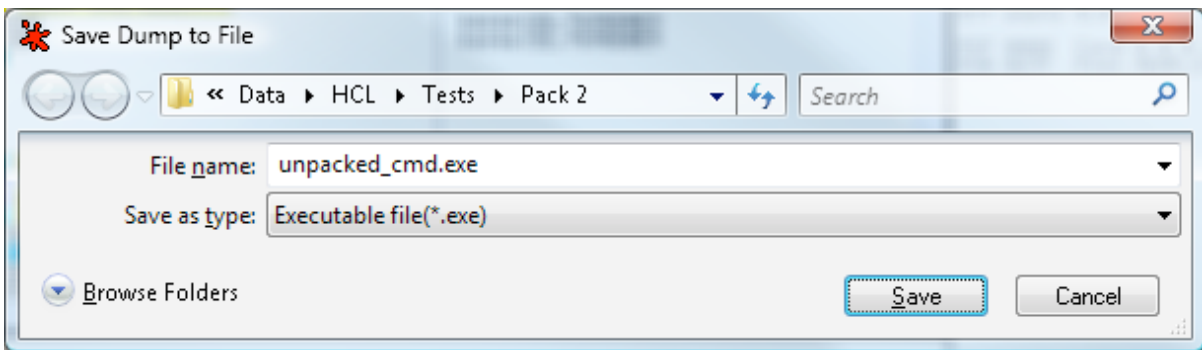 Save Dump to File
« Data ▸ HCL ▸ Tests ▸ Pack 2 Search
File name: unpacked_cmd.exe
Save as type: Executable file(*.exe)
Browse Folders Save Cancel